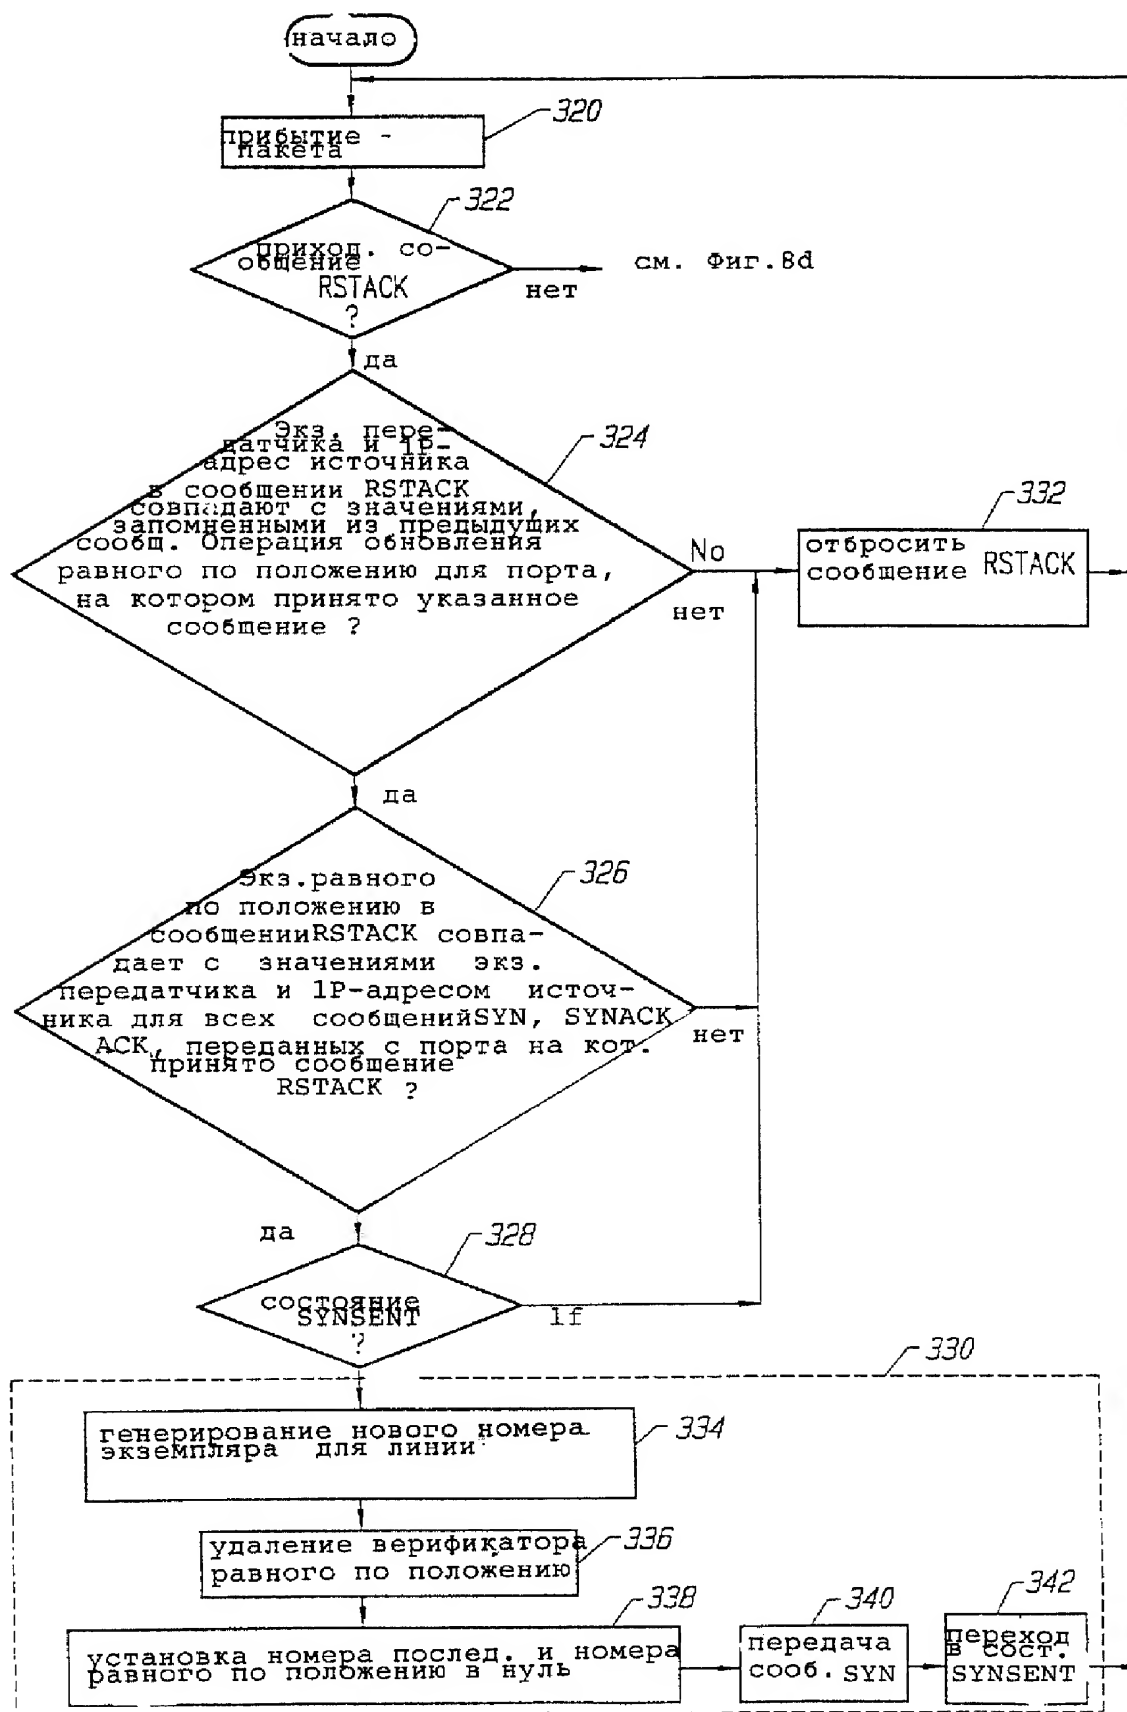 начало
320
прибытие -
пакета
322
приход. со-
общение
RSTACK
?
нет
см. Фиг.8d
да
324
Экз. пере-
датчика и 1P-
адрес источника
в сообщении RSTACK
совпадают с значениями,
запомненными из предыдущих
сообщ. Операция обновления
равного по положению для порта,
на котором принято указанное
сообщение ?
No
нет
332
отбросить
сообщение RSTACK
да
326
Экз.равного
по положению в
сообщенииRSTACK совпа-
дает с значениями экз.
передатчика и 1P-адресом источ-
ника для всех сообщенийSYN, SYNACK
ACK, переданных с порта на кот.
принято сообщение
RSTACK ?
нет
да
328
состояние
SYNSENT
?
1f
330
генерирование нового номера
экземпляра для линии
334
удаление верификатора
равного по положению
336
338
установка номера послед. и номера
равного по положению в нуль
340
передача
сооб. SYN
342
переход
в сост.
SYNSENT